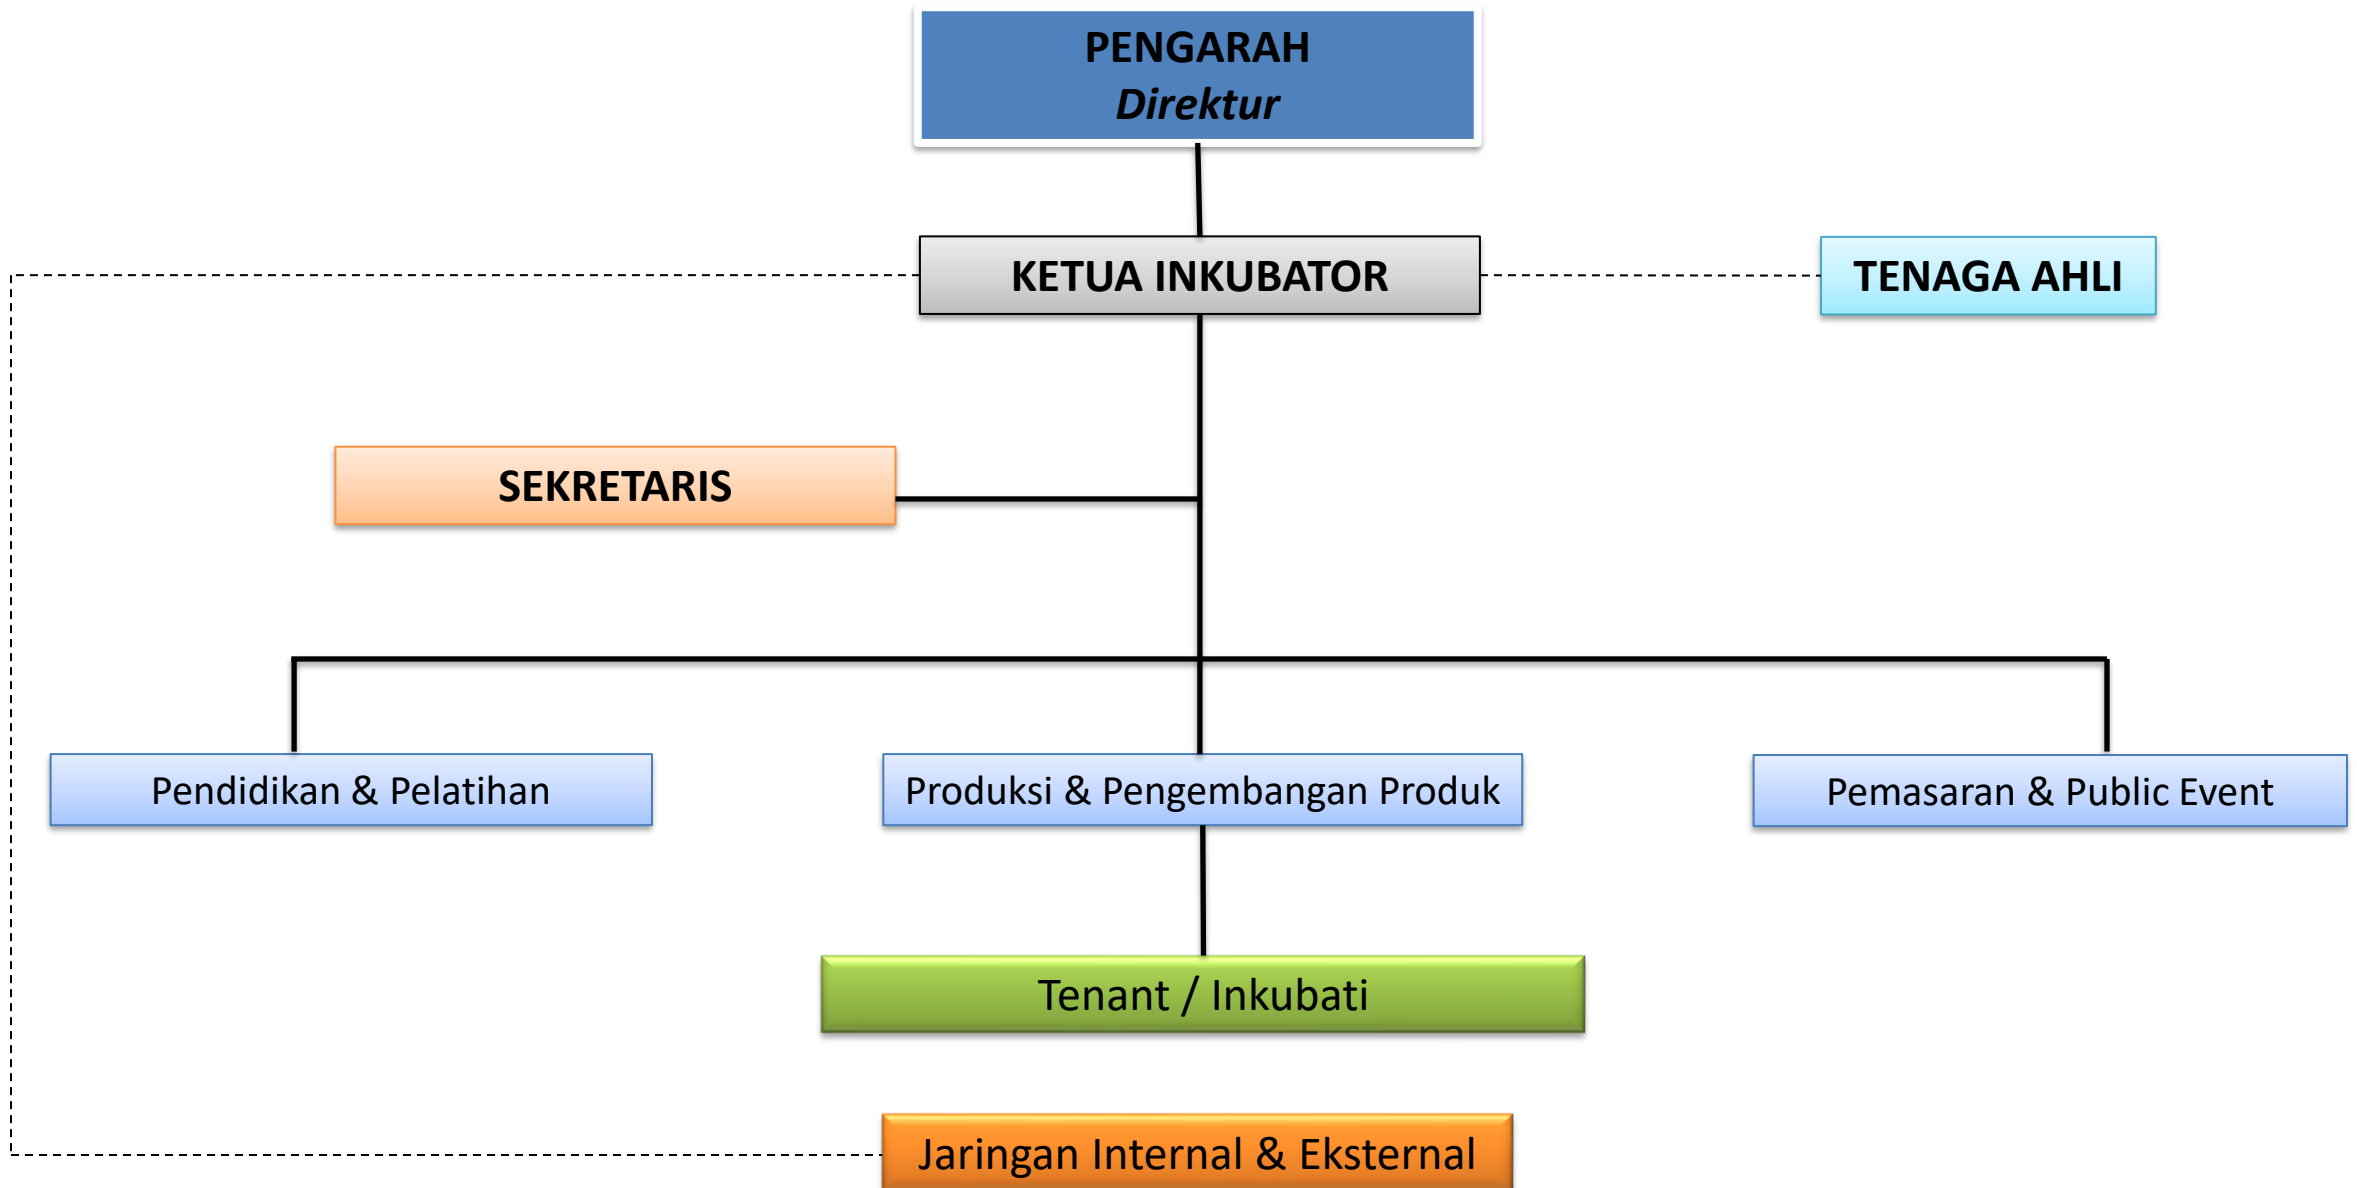 PENGARAH
Direktur
KETUA INKUBATOR
TENAGA AHLI
SEKRETARIS
Pendidikan & Pelatihan
Produksi & Pengembangan Produk
Pemasaran & Public Event
Tenant / Inkubati
Jaringan Internal & Eksternal